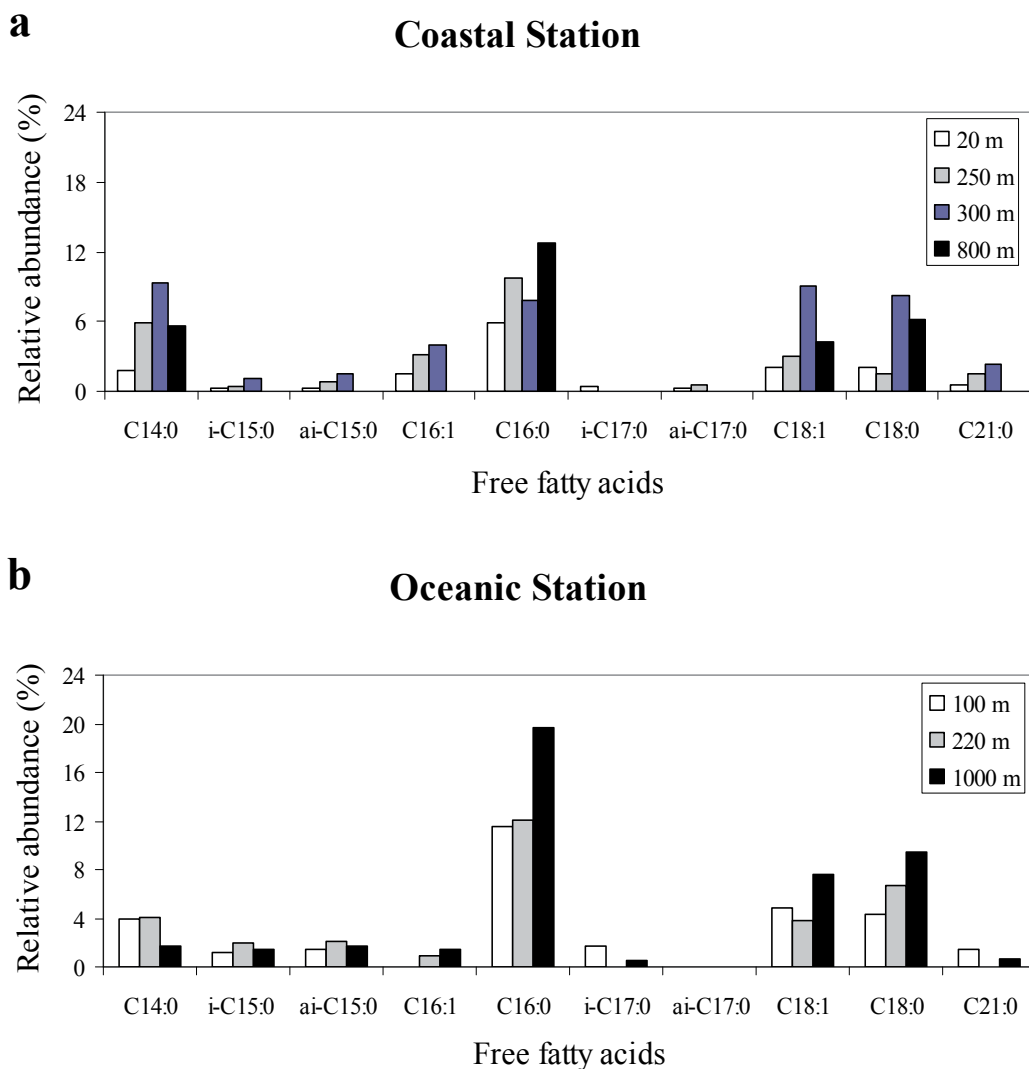 a
Coastal Station
Relative abundance (%)
24
18
12
6
0
20 m
250 m
300 m
800 m
C14:0 i-C15:0 ai-C15:0 C16:1 C16:0 i-C17:0 ai-C17:0 C18:1 C18:0 C21:0
Free fatty acids
b
Oceanic Station
Relative abundance (%)
24
20
16
12
8
4
0
100 m
220 m
1000 m
C14:0 i-C15:0 ai-C15:0 C16:1 C16:0 i-C17:0 ai-C17:0 C18:1 C18:0 C21:0
Free fatty acids